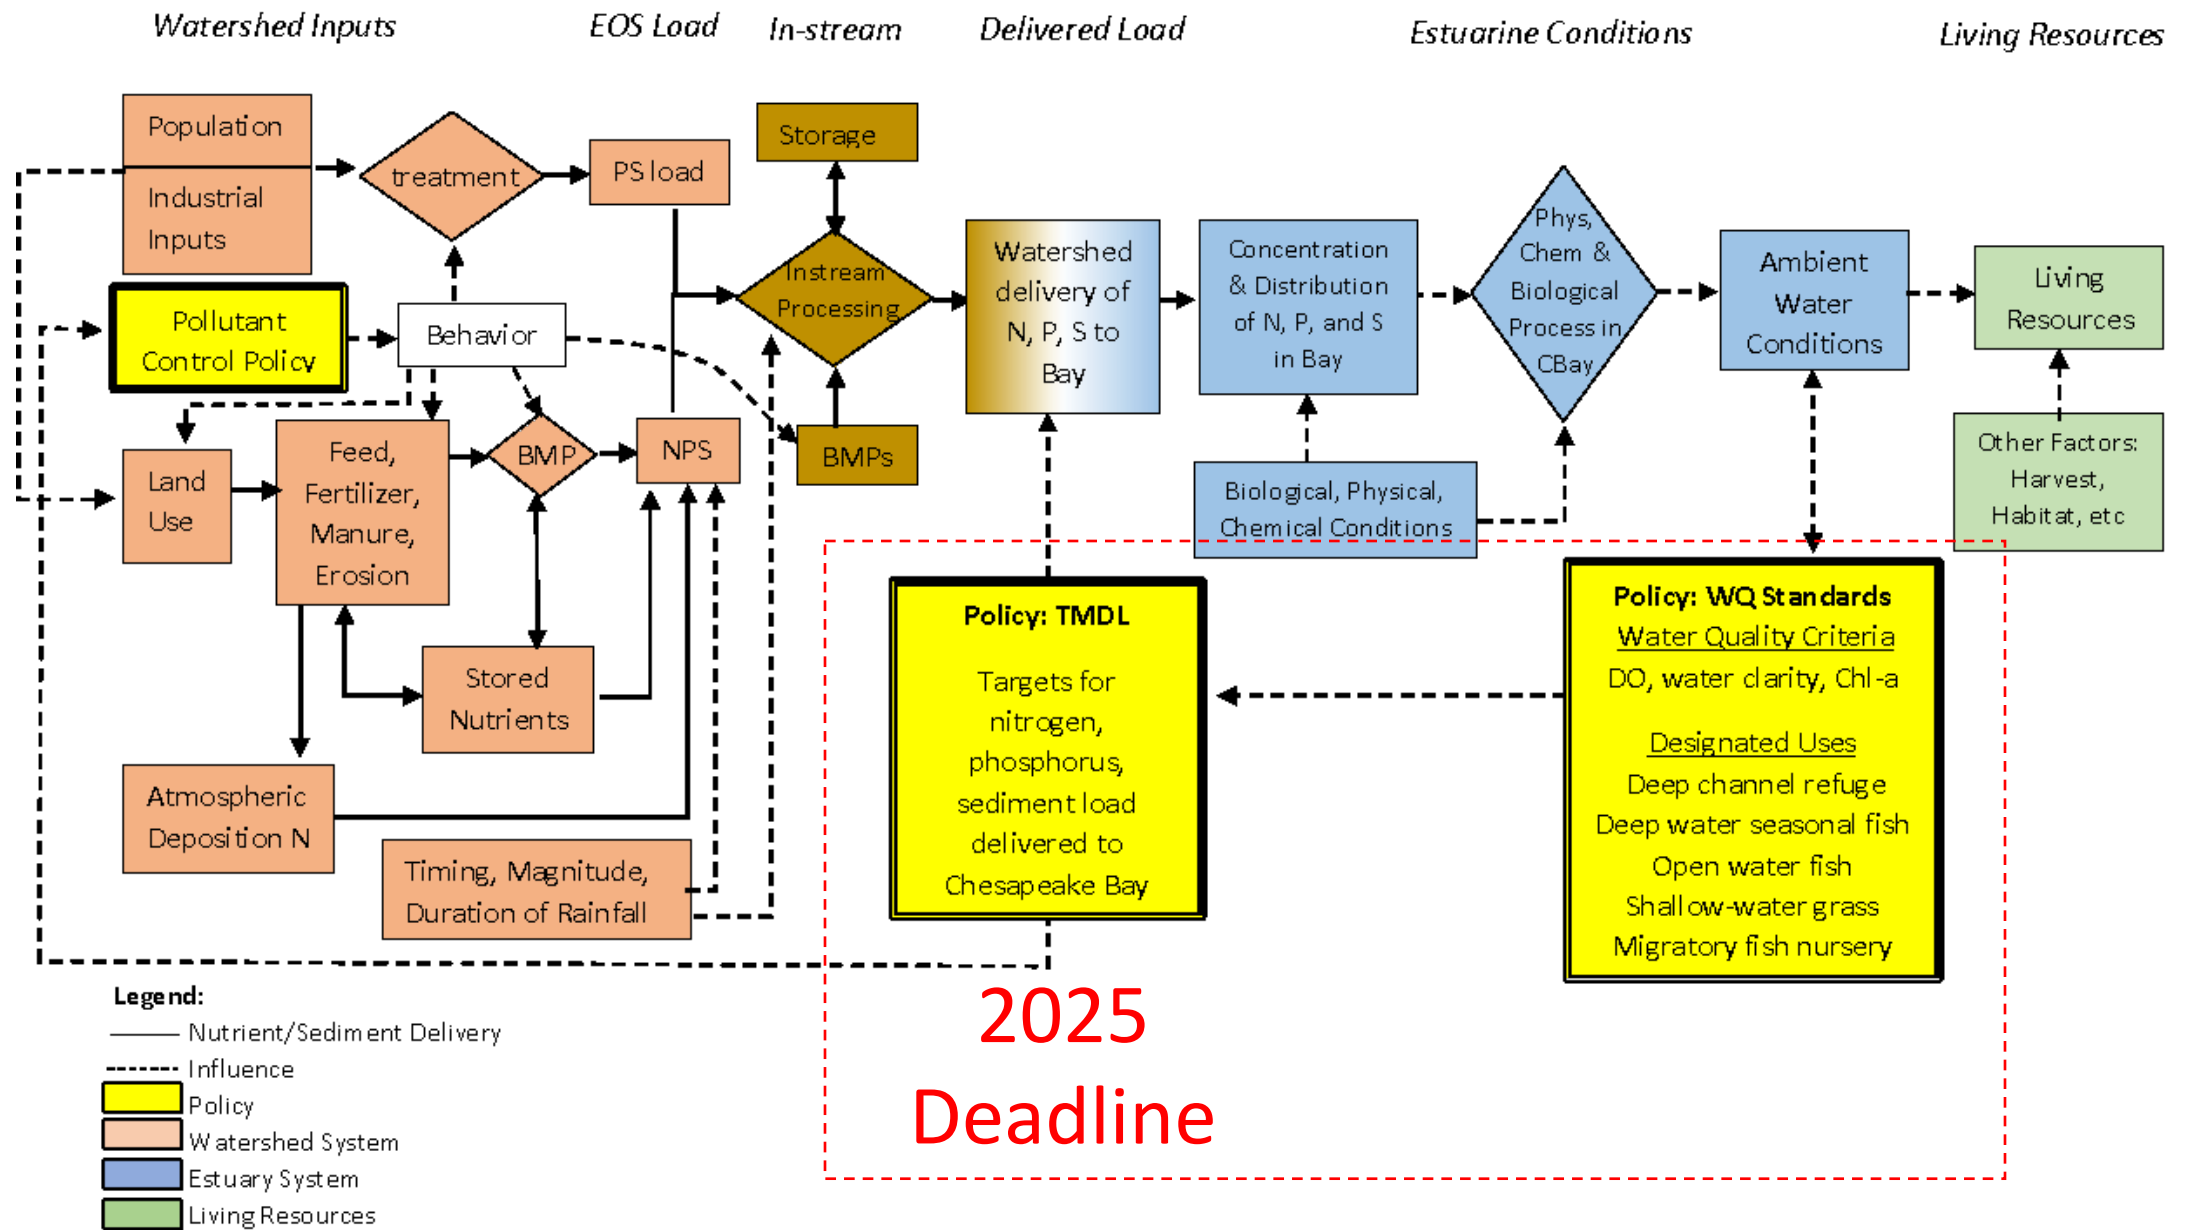 Watershed Inputs
EOS Load
In-stream
Delivered Load
Estuarine Conditions
Living Resources
Population
Industrial
Inputs
treatment
PS load
Storage
Instream
Processing
Watershed
delivery of
N, P, S to
Bay
Concentration
& Distribution
of N, P, and S
in Bay
Phys,
Chem &
Biological
Process in
CBay
Ambient
Water
Conditions
Living
Resources
Pollutant
Control Policy
Behavior
Land
Use
Feed,
Fertilizer,
Manure,
Erosion
BMP
NPS
BMPs
Biological, Physical,
Chemical Conditions
Other Factors:
Harvest,
Habitat, etc
Stored
Nutrients
Atmospheric
Deposition N
Timing, Magnitude,
Duration of Rainfall
Policy: TMDL
Targets for
nitrogen,
phosphorus,
sediment load
delivered to
Chesapeake Bay
Policy: WQ Standards
Water Quality Criteria
DO, water clarity, Chl-a
Designated Uses
Deep channel refuge
Deep water seasonal fish
Open water fish
Shallow-water grass
Migratory fish nursery
2025
Deadline
Legend:
Nutrient/Sediment Delivery
Influence
Policy
Watershed System
Estuary System
Living Resources